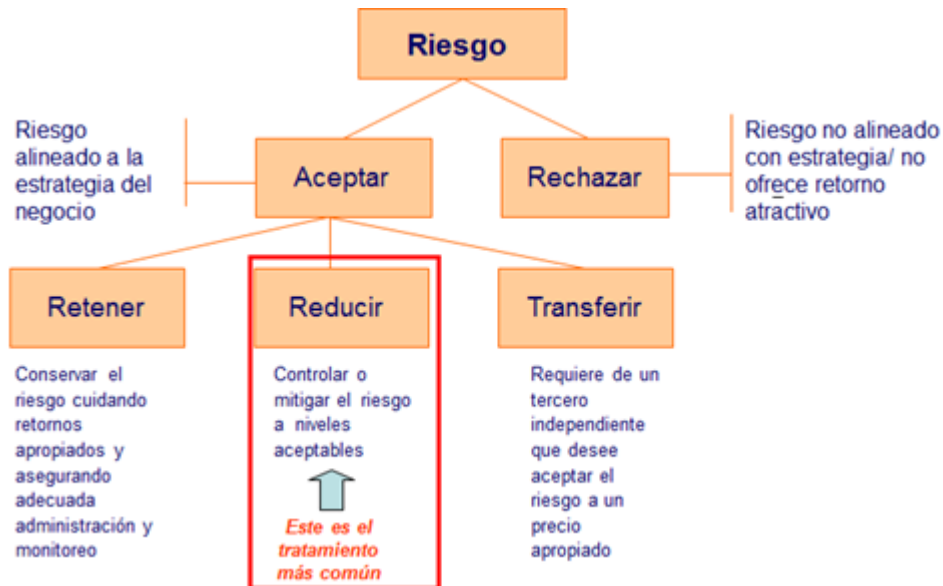 Riesgo
Riesgo
alineado a la
estrategia del
negocio
Aceptar
Rechazar
Riesgo no alineado
con estrategia/ no
ofrece retorno
atractivo
Retener
Reducir
Transferir
Conservar el
riesgo cuidando
retornos
apropiados y
asegurando
adecuada
administración y
monitoreo
Controlar o
mitigar el riesgo
a niveles
aceptables
Este es el
tratamiento
más común
Requiere de un
tercero
independiente
que desee
aceptar el
riesgo a un
precio
apropiado